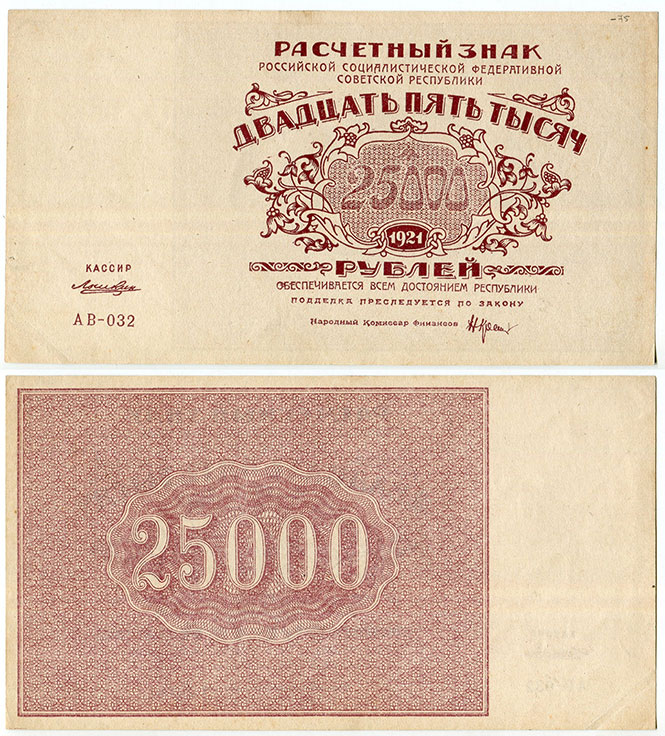 -75
РАСЧЕТНЫЙ ЗНАК
РОССИЙСКОЙ СОЦИАЛИСТИЧЕСКОЙ ФЕДЕРАТИВНОЙ
СОВЕТСКОЙ РЕСПУБЛИКИ
ДВАДЦАТЬ ПЯТЬ ТЫСЯЧ
25000
1921
РУБЛЕЙ
ОБЕСПЕЧИВАЕТСЯ ВСЕМ ДОСТОЯНИЕМ РЕСПУБЛИКИ
ПОДДЕЛКА ПРЕСЛЕДУЕТСЯ ПО ЗАКОНУ
Народный Комиссар Финансов
КАССИР
АВ-032
25000